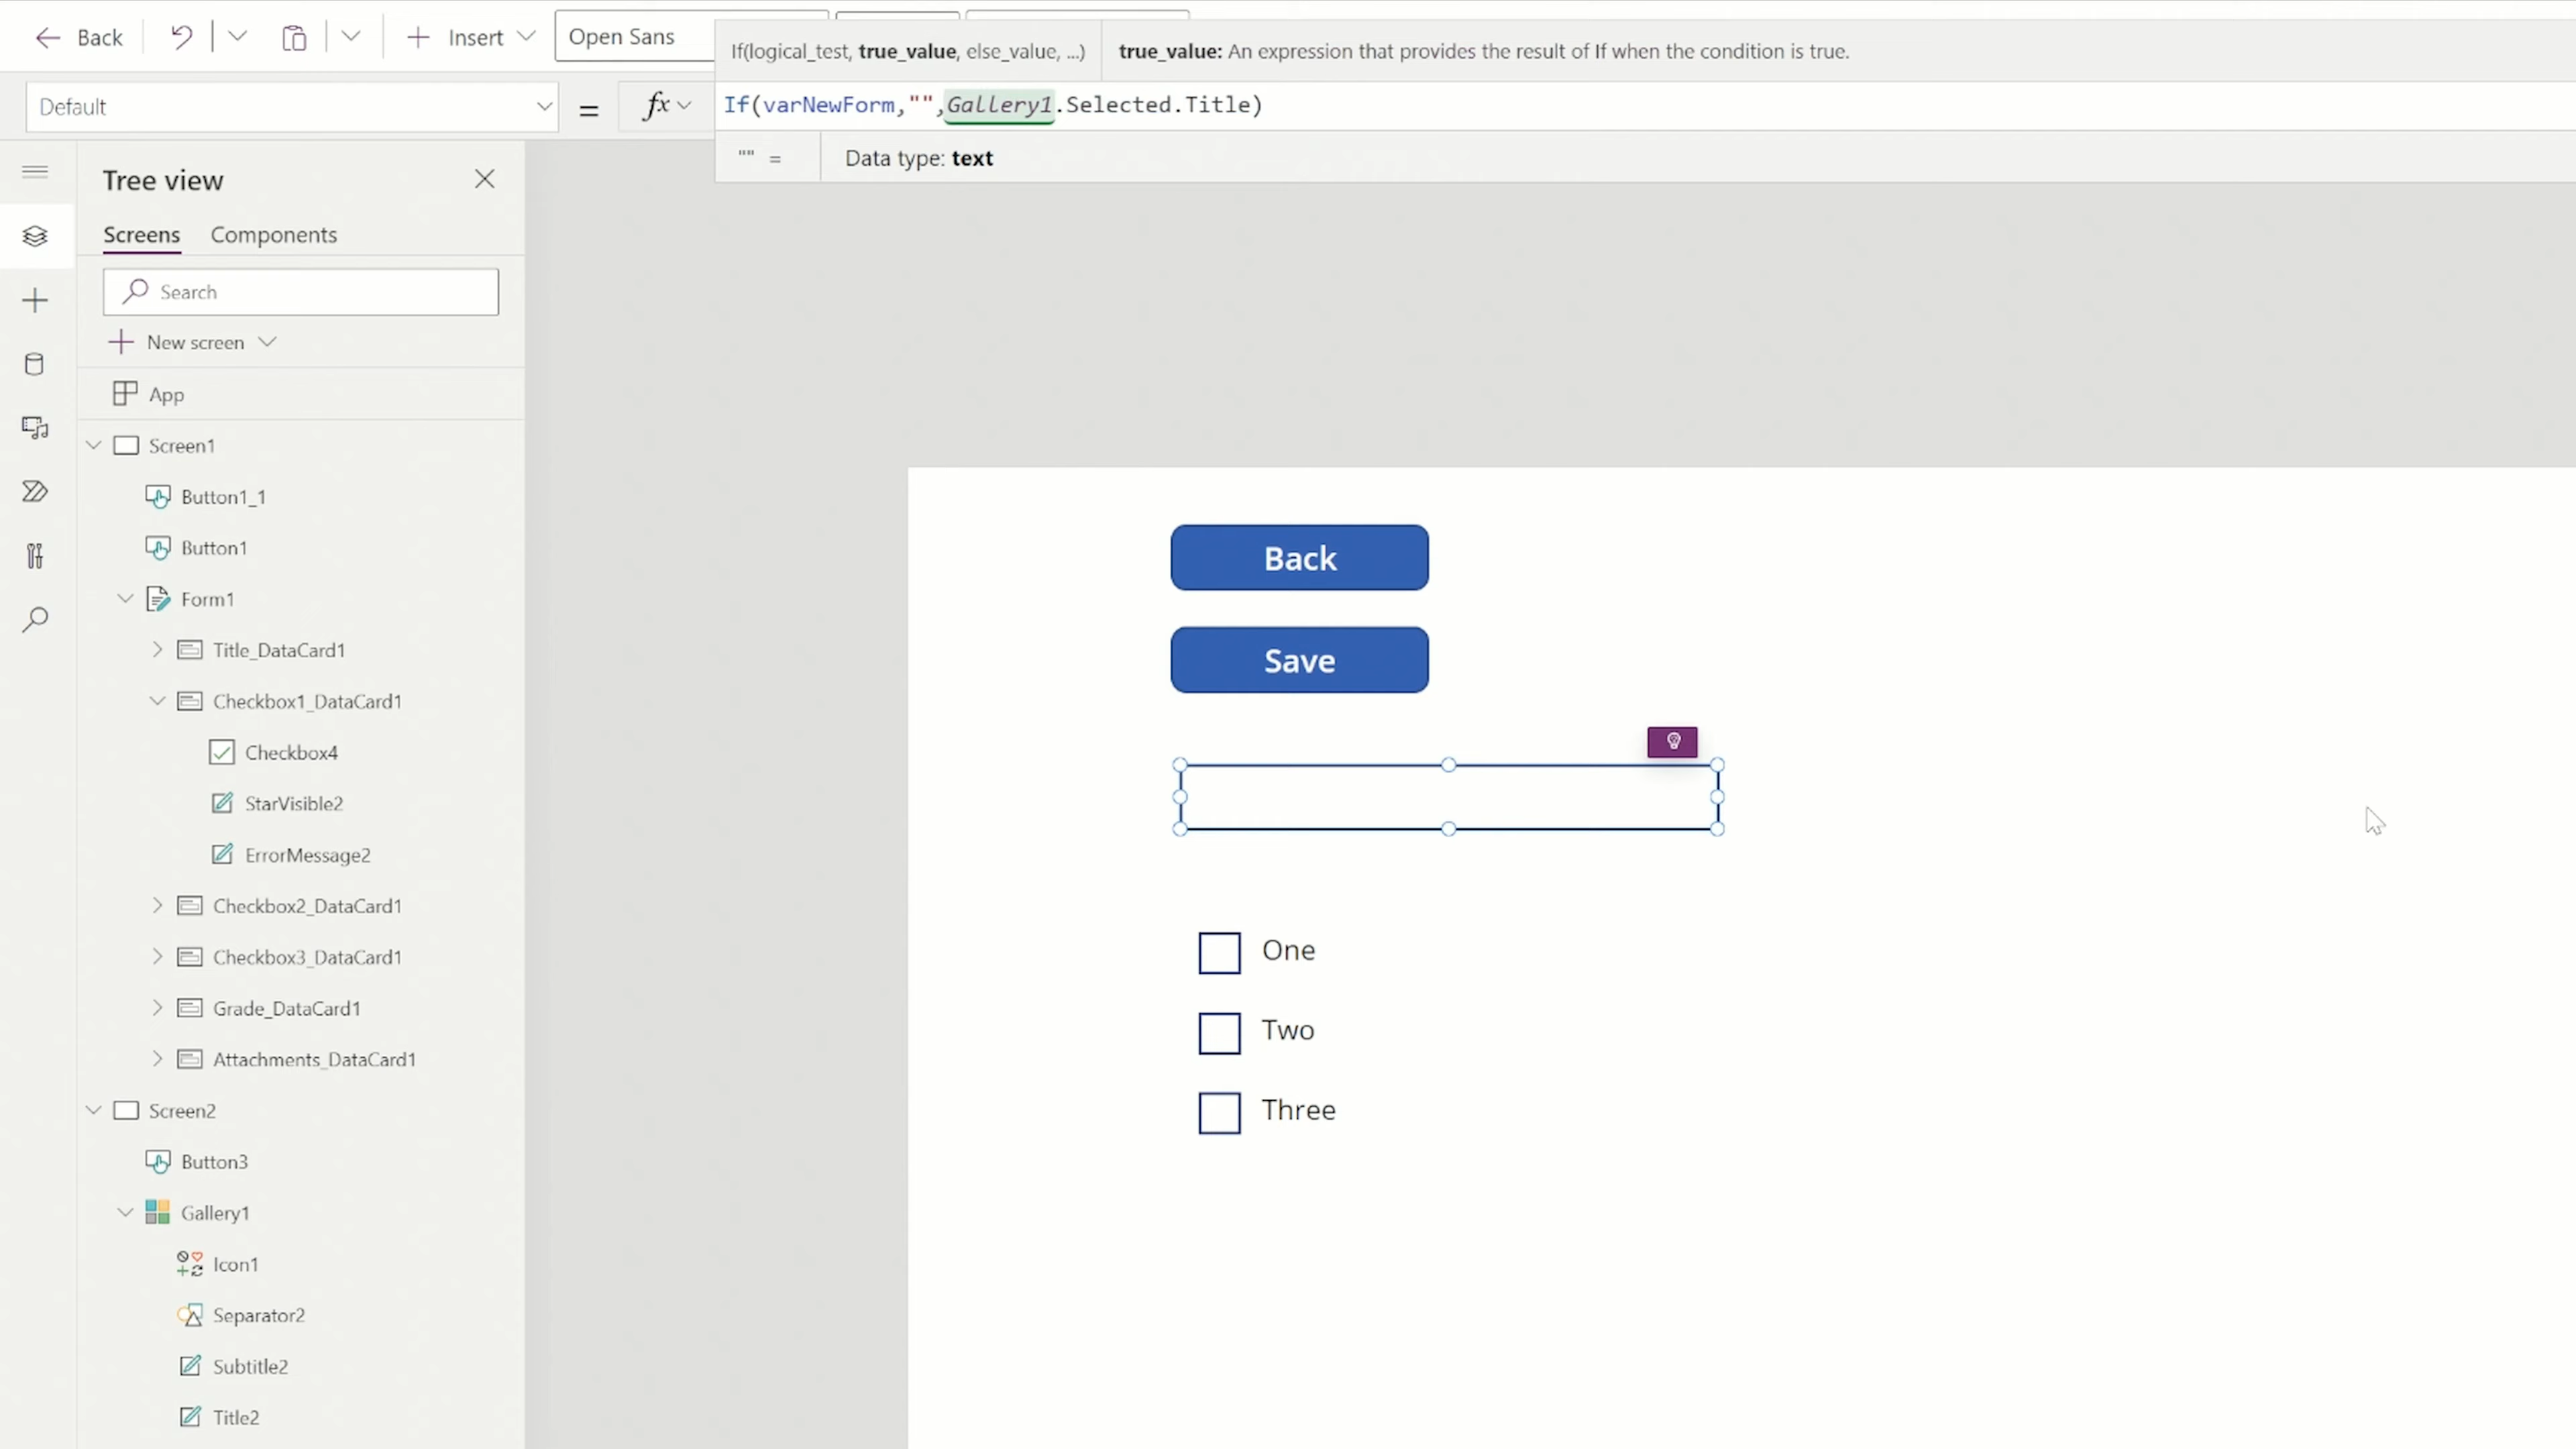 Back
Insert
Open Sans
If(logical_test, true_value, else_value, ...)
true_value: An expression that provides the result of If when the condition is true.
Default
=
fx
If(varNewForm,"",Gallery1.Selected.Title)
"" =
Data type: text
Tree view
Screens
Components
Search
New screen
App
Screen1
Button1_1
Button1
Form1
Title_DataCard1
Checkbox1_DataCard1
Checkbox4
StarVisible2
ErrorMessage2
Checkbox2_DataCard1
Checkbox3_DataCard1
Grade_DataCard1
Attachments_DataCard1
Screen2
Button3
Gallery1
Icon1
Separator2
Subtitle2
Title2
Back
Save
One
Two
Three